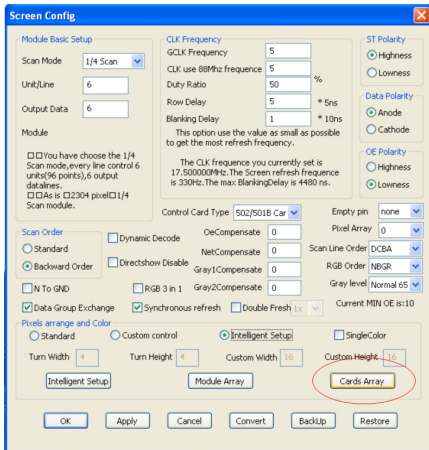 Screen Config
Module Basic Setup
Scan Mode 1/4 Scan
Unit/Line 6
Output Data 6
Module
□□You have choose the 1/4
Scan mode,every line control 6
units(96 points),6 output
datalines.
□□As is □2304 pixel□1/4
Scan module.
CLK Frequency
GCLK Frequency 5
CLK use 88Mhz frequence 5
Duty Ratio 50 %
Row Delay 5 * 5ns
Blanking Delay 1 * 10ns
This option use the value as small as possible
to get the most refresh frequency.
The CLK frequence you currently set is
17.500000MHz.The Screen refresh frequence
is 330Hz.The max BlankingDelay is 4480 ns.
ST Polarity
Highness
Lowness
Data Polarity
Anode
Cathode
OE Polarity
Highness
Lowness
Control Card Type 502/501B Car
Empty pin none
Scan Order
Standard
Backward Order
Dynamic Decode
Directshow Disable
OeCompensate 0
NetCompensate 0
Gray1Compensate 0
Gray2Compensate 0
Pixel Array 0
Scan Line Order DCBA
RGB Order NBGR
Gray level Normal 65
N To GND
RGB 3 in 1
Data Group Exchange
Synchronous refresh
Double Fresh 1x
Current MIN OE is:10
Pixels arrange and Color
Standard
Custom control
Intelligent Setup
SingleColor
Turn Width 4
Turn Height 4
Custom Width 16
Custom Height 16
Intelligent Setup
Module Array
Cards Array
OK
Apply
Cancel
Convert
BackUp
Restore